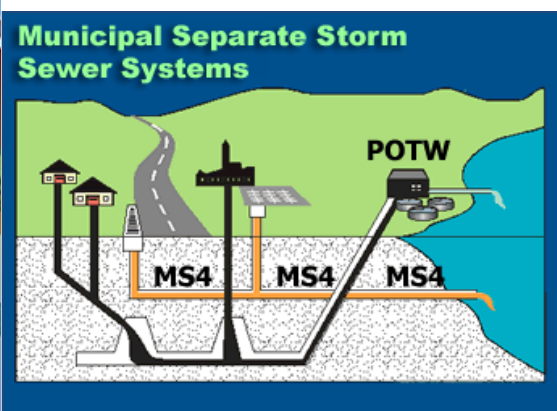 Municipal Separate Storm
Sewer Systems
POTW
MS4 MS4 MS4